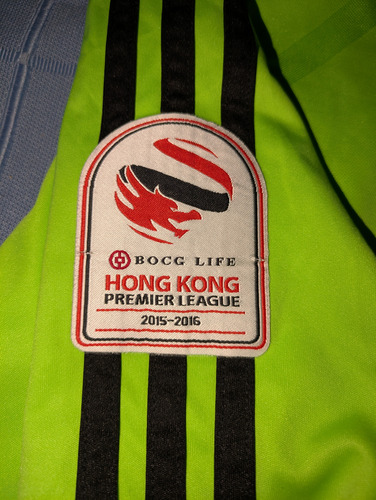 BOCG LIFE
HONG KONG
PREMIER LEAGUE
2015-2016